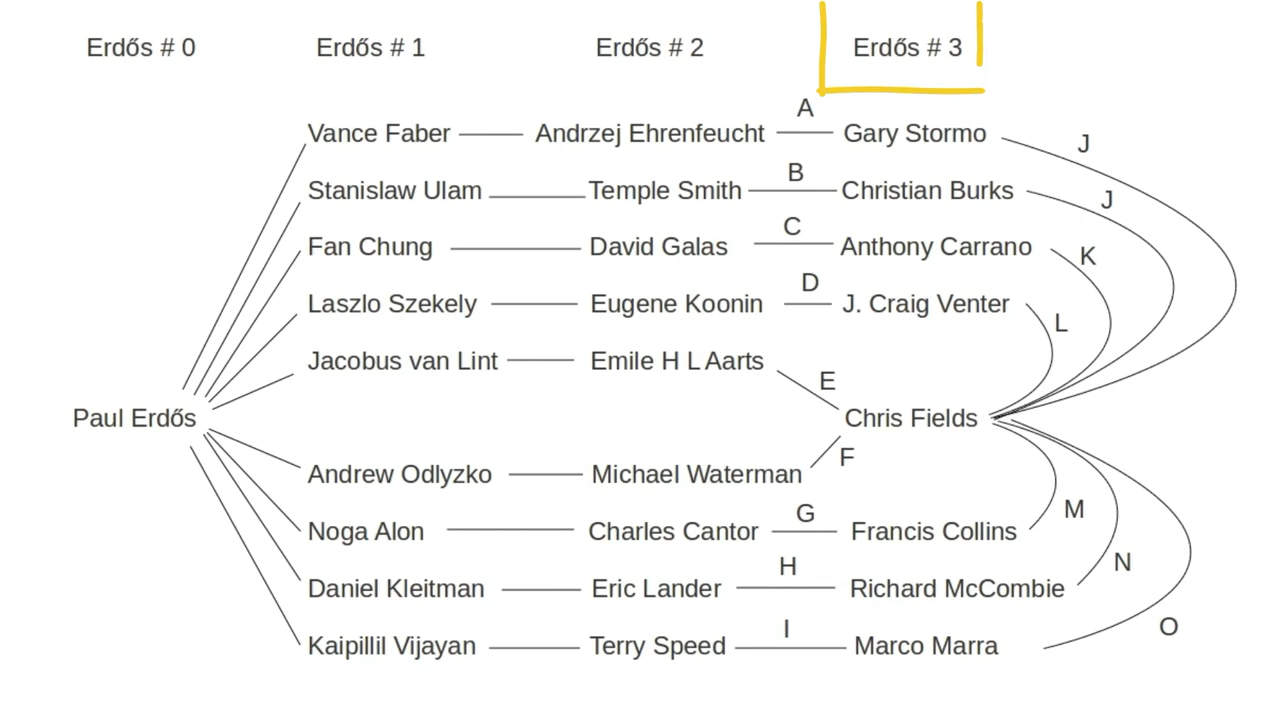 Erdős # 0 Erdős # 1 Erdős # 2 Erdős # 3
A
Vance Faber Andrzej Ehrenfeucht Gary Stormo J
B
Stanislaw Ulam Temple Smith Christian Burks J
C
Fan Chung David Galas Anthony Carrano K
D
Laszlo Szekely Eugene Koonin J. Craig Venter L
Jacobus van Lint Emile H L Aarts
E
Paul Erdős Chris Fields
F
Andrew Odlyzko Michael Waterman
G M
Noga Alon Charles Cantor Francis Collins
H N
Daniel Kleitman Eric Lander Richard McCombie
I O
Kaipillil Vijayan Terry Speed Marco Marra